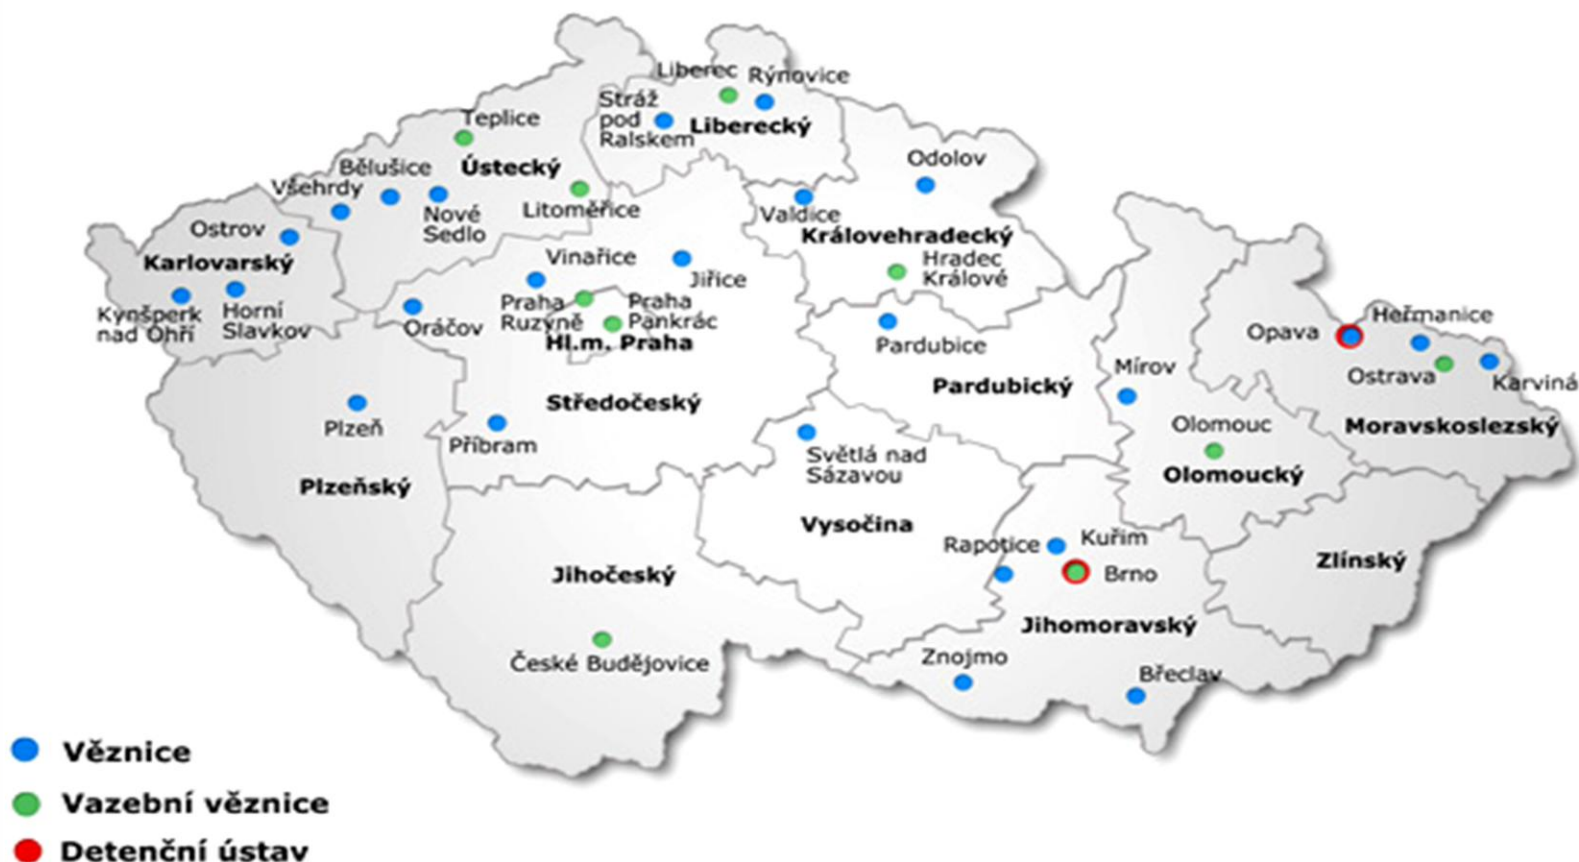 Liberec
Rýnovice
Stráž
pod
Ralskem
Liberecký
Teplice
Ústecký
Bělušice
Všehrdy
Nové
Sedlo
Litoměřice
Odolov
Valdice
Královehradecký
Hradec
Králové
Ostrov
Karlovarský
Kynšperk
nad Ohří
Horní
Slavkov
Vinařice
Jiřice
Oráčov
Praha
Ruzyně
Praha
Pankrác
Hl.m. Praha
Středočeský
Příbram
Pardubice
Pardubický
Opava
Heřmanice
Ostrava
Karviná
Moravskoslezský
Mírov
Olomouc
Olomoucký
Plzeň
Plzeňský
Světlá nad
Sázavou
Vysočina
Rapotice
Kuřim
Brno
Jihomoravský
Zlínský
Jihočeský
České Budějovice
Znojmo
Břeclav
Věznice
Vazební věznice
Detenční ústav